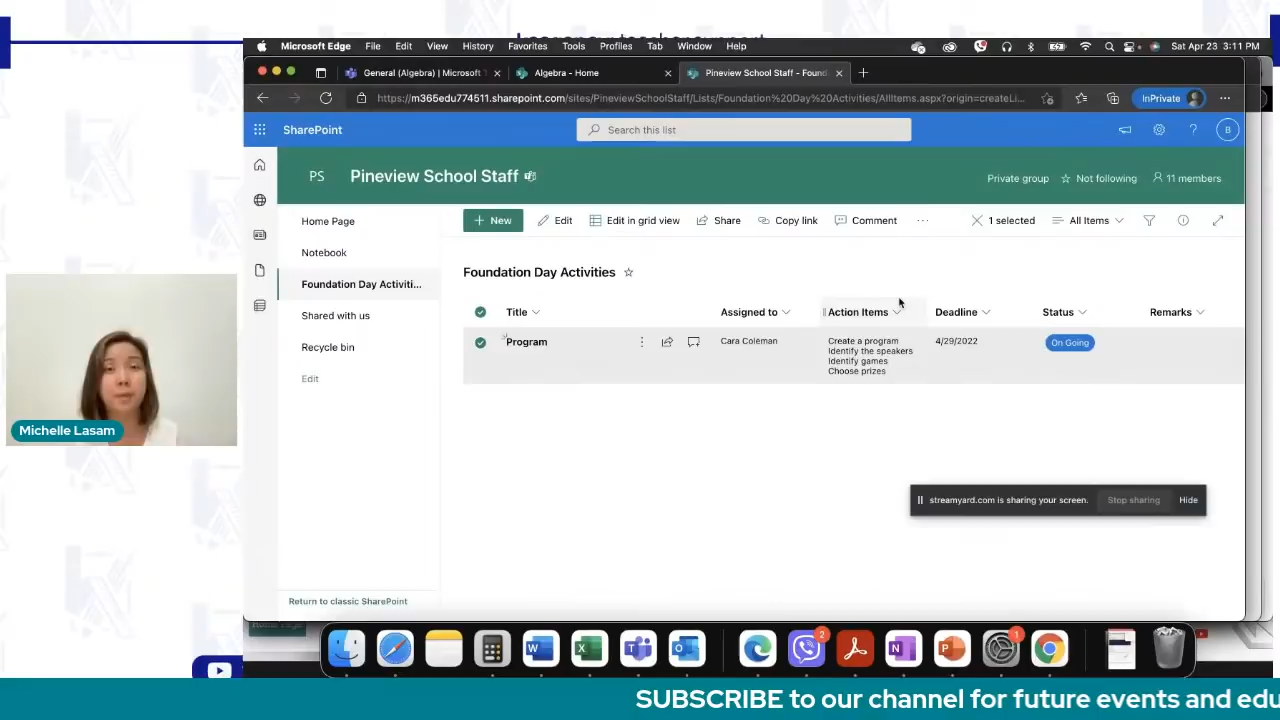 Microsoft Edge File Edit View History Favorites Tools Profiles Tab Window Help
Sat Apr 23 3:11 PM
General (Algebra) | Microsoft
Algebra - Home
Pineview School Staff - Found
https://m365edu774511.sharepoint.com/sites/PineviewSchoolStaff/Lists/Foundation%20Day%20Activities/AllItems.aspx?origin=createLi...
InPrivate
SharePoint
Search this list
B
PS
Pineview School Staff
Private group
Not following
11 members
Home Page
Notebook
Foundation Day Activiti...
Shared with us
Recycle bin
Edit
Return to classic SharePoint
New
Edit
Edit in grid view
Share
Copy link
Comment
1 selected
All Items
Foundation Day Activities
Title
Assigned to
Action Items
Deadline
Status
Remarks
Program
Cara Coleman
Create a program
Identify the speakers
Identify games
Choose prizes
4/29/2022
On Going
streamyard.com is sharing your screen.
Stop sharing
Hide
Michelle Lasam
2
1
SUBSCRIBE to our channel for future events and edu